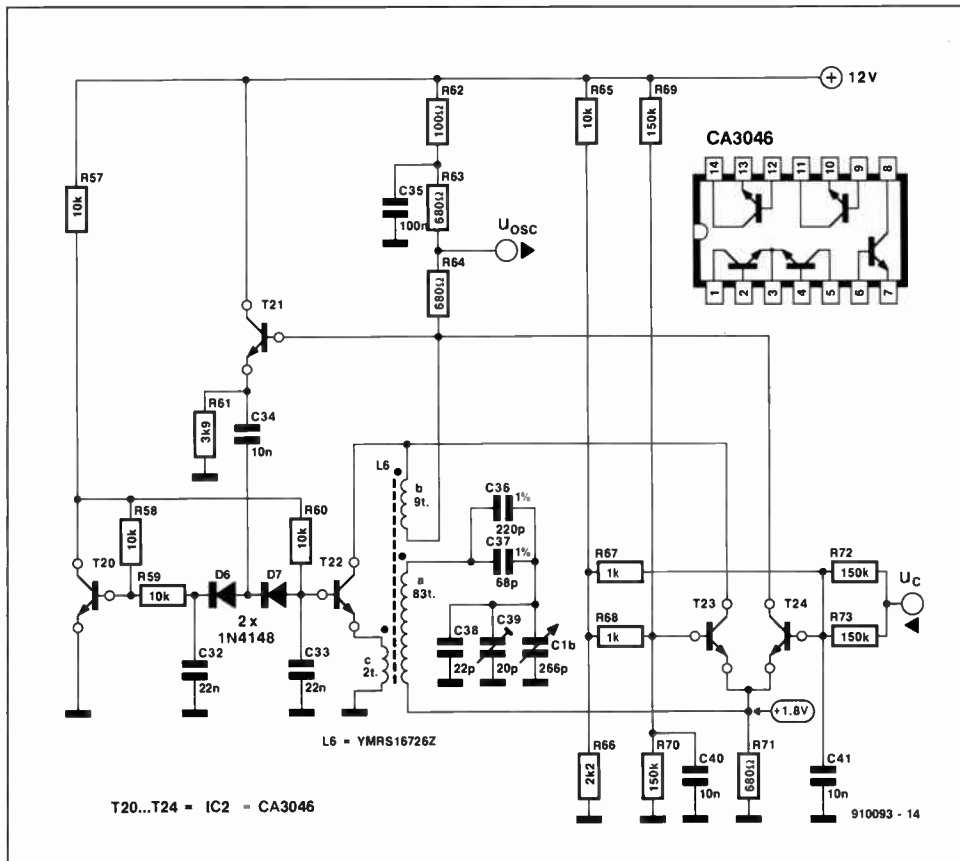 R62
R65
R69
12V
100Ω
10k
150k
CA3046
14
13
12
11
10
9
8
1
2
3
4
5
6
7
R57
10k
C35
100n
R63
680Ω
UOSC
R64
680Ω
T21
R61
3k9
C34
10n
L6
b
9t.
C36
1%
220p
C37
1%
68p
a
83t.
R58
10k
R60
10k
T22
T20
R59
10k
D6
D7
2 x
1N4148
C32
22n
C33
22n
c
2t.
C38
22p
C39
20p
C1b
266p
R67
1k
R68
1k
T23
T24
R72
150k
UC
R73
150k
+1.8V
L6 = YMRS16726Z
R66
2k2
R70
150k
C40
10n
R71
680Ω
C41
10n
T20...T24 = IC2 = CA3046
910093 - 14